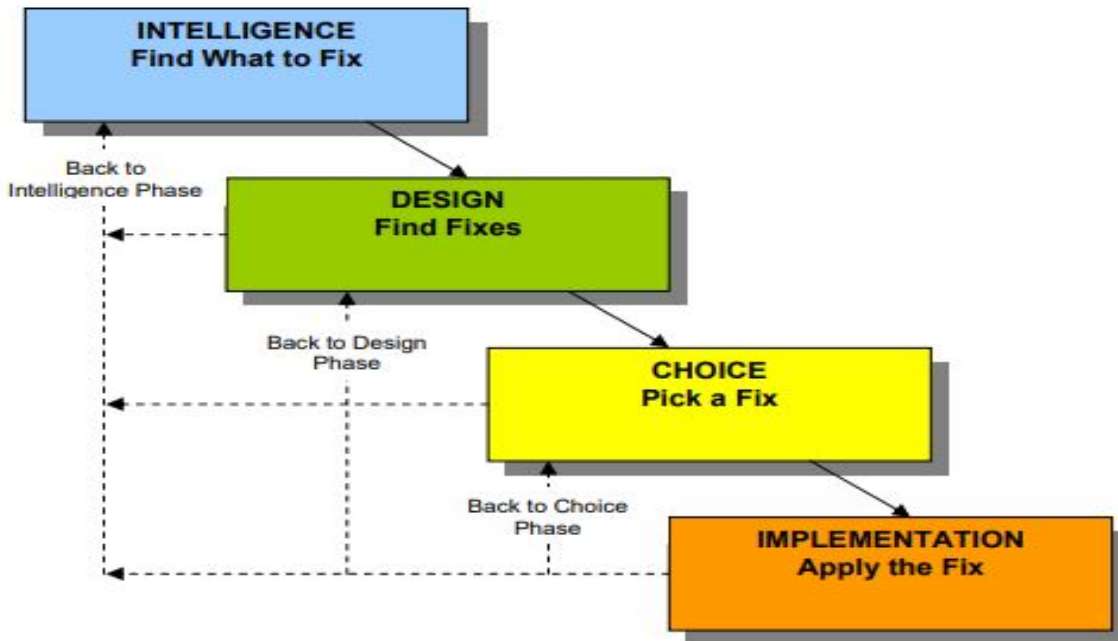 INTELLIGENCE
Find What to Fix
Back to
Intelligence Phase
DESIGN
Find Fixes
Back to Design
Phase
CHOICE
Pick a Fix
Back to Choice
Phase
IMPLEMENTATION
Apply the Fix